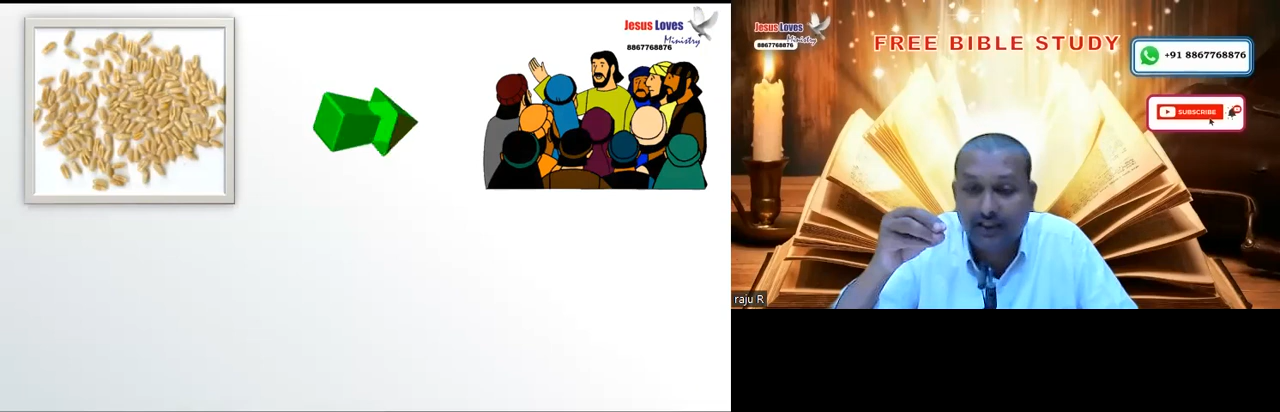 Jesus Loves
Ministry
8867768876
Jesus Loves
Ministry
8867768876
FREE BIBLE STUDY
+91 8867768876
SUBSCRIBE
raju R